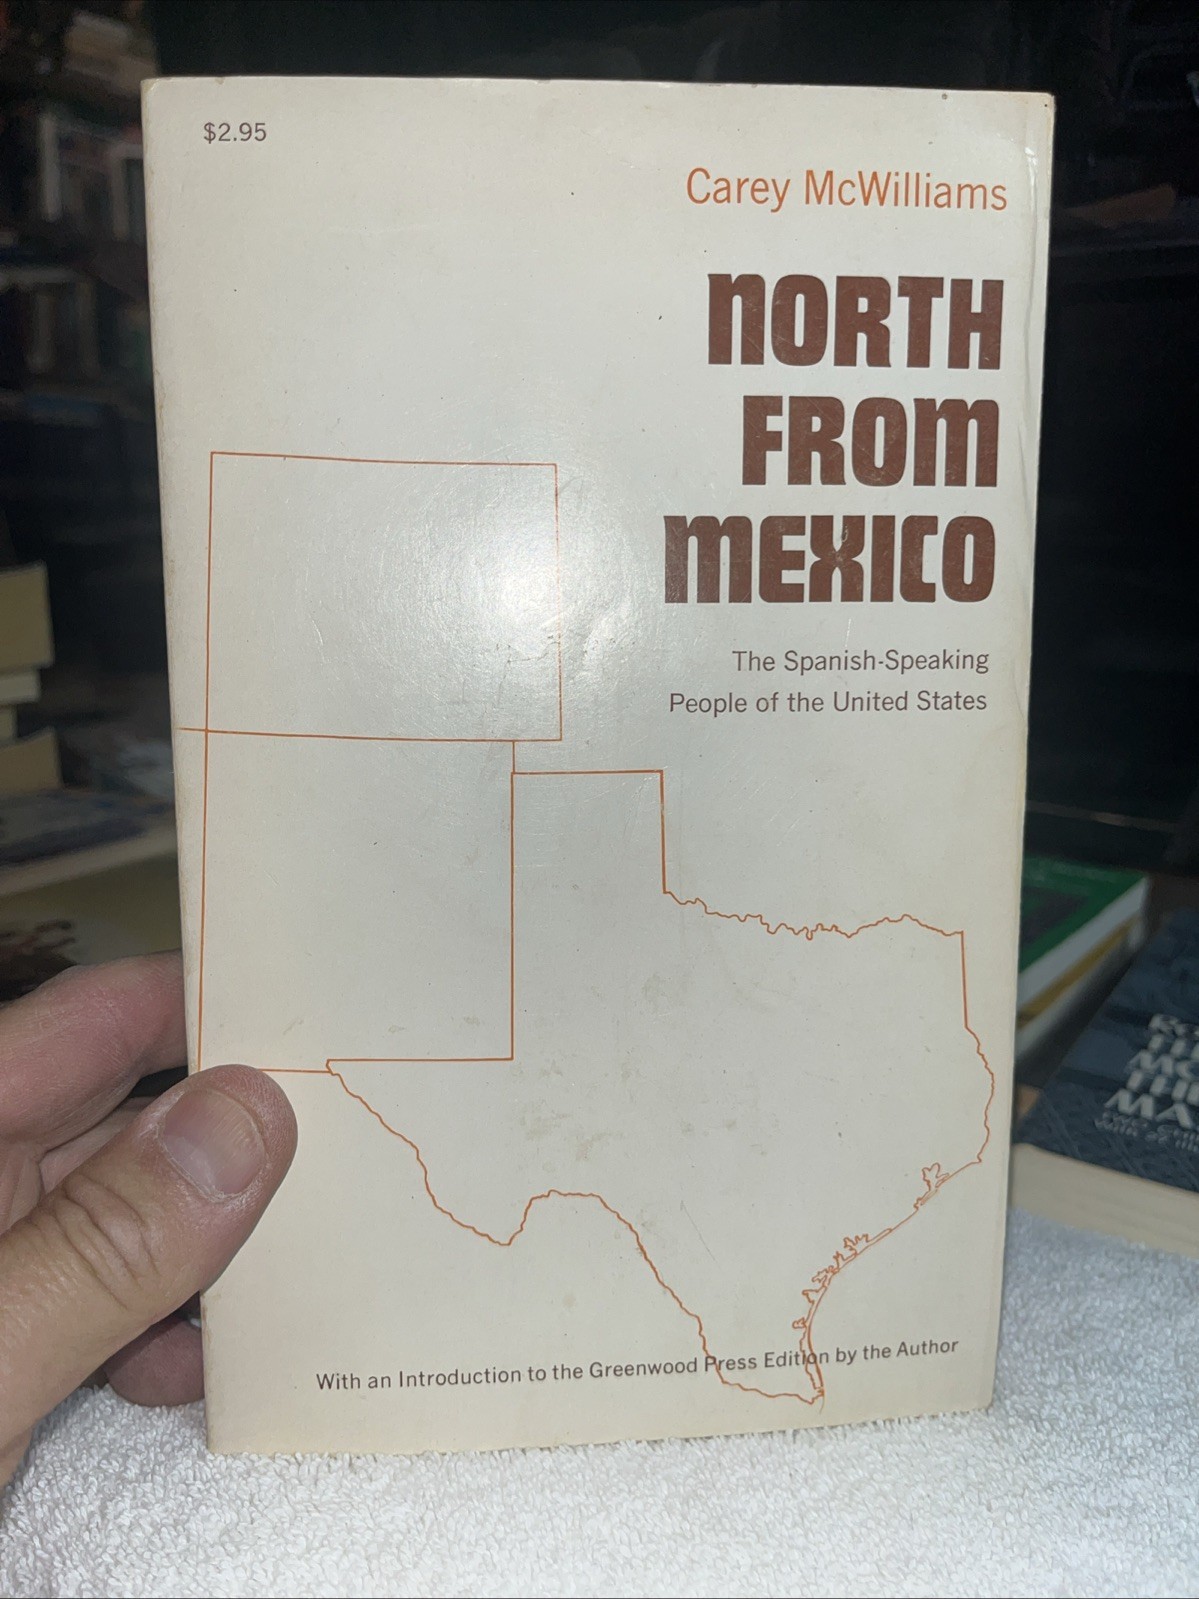 $2.95
Carey McWilliams
NORTH
FROM
MEXICO
The Spanish-Speaking
People of the United States
With an Introduction to the Greenwood Press Edition by the Author